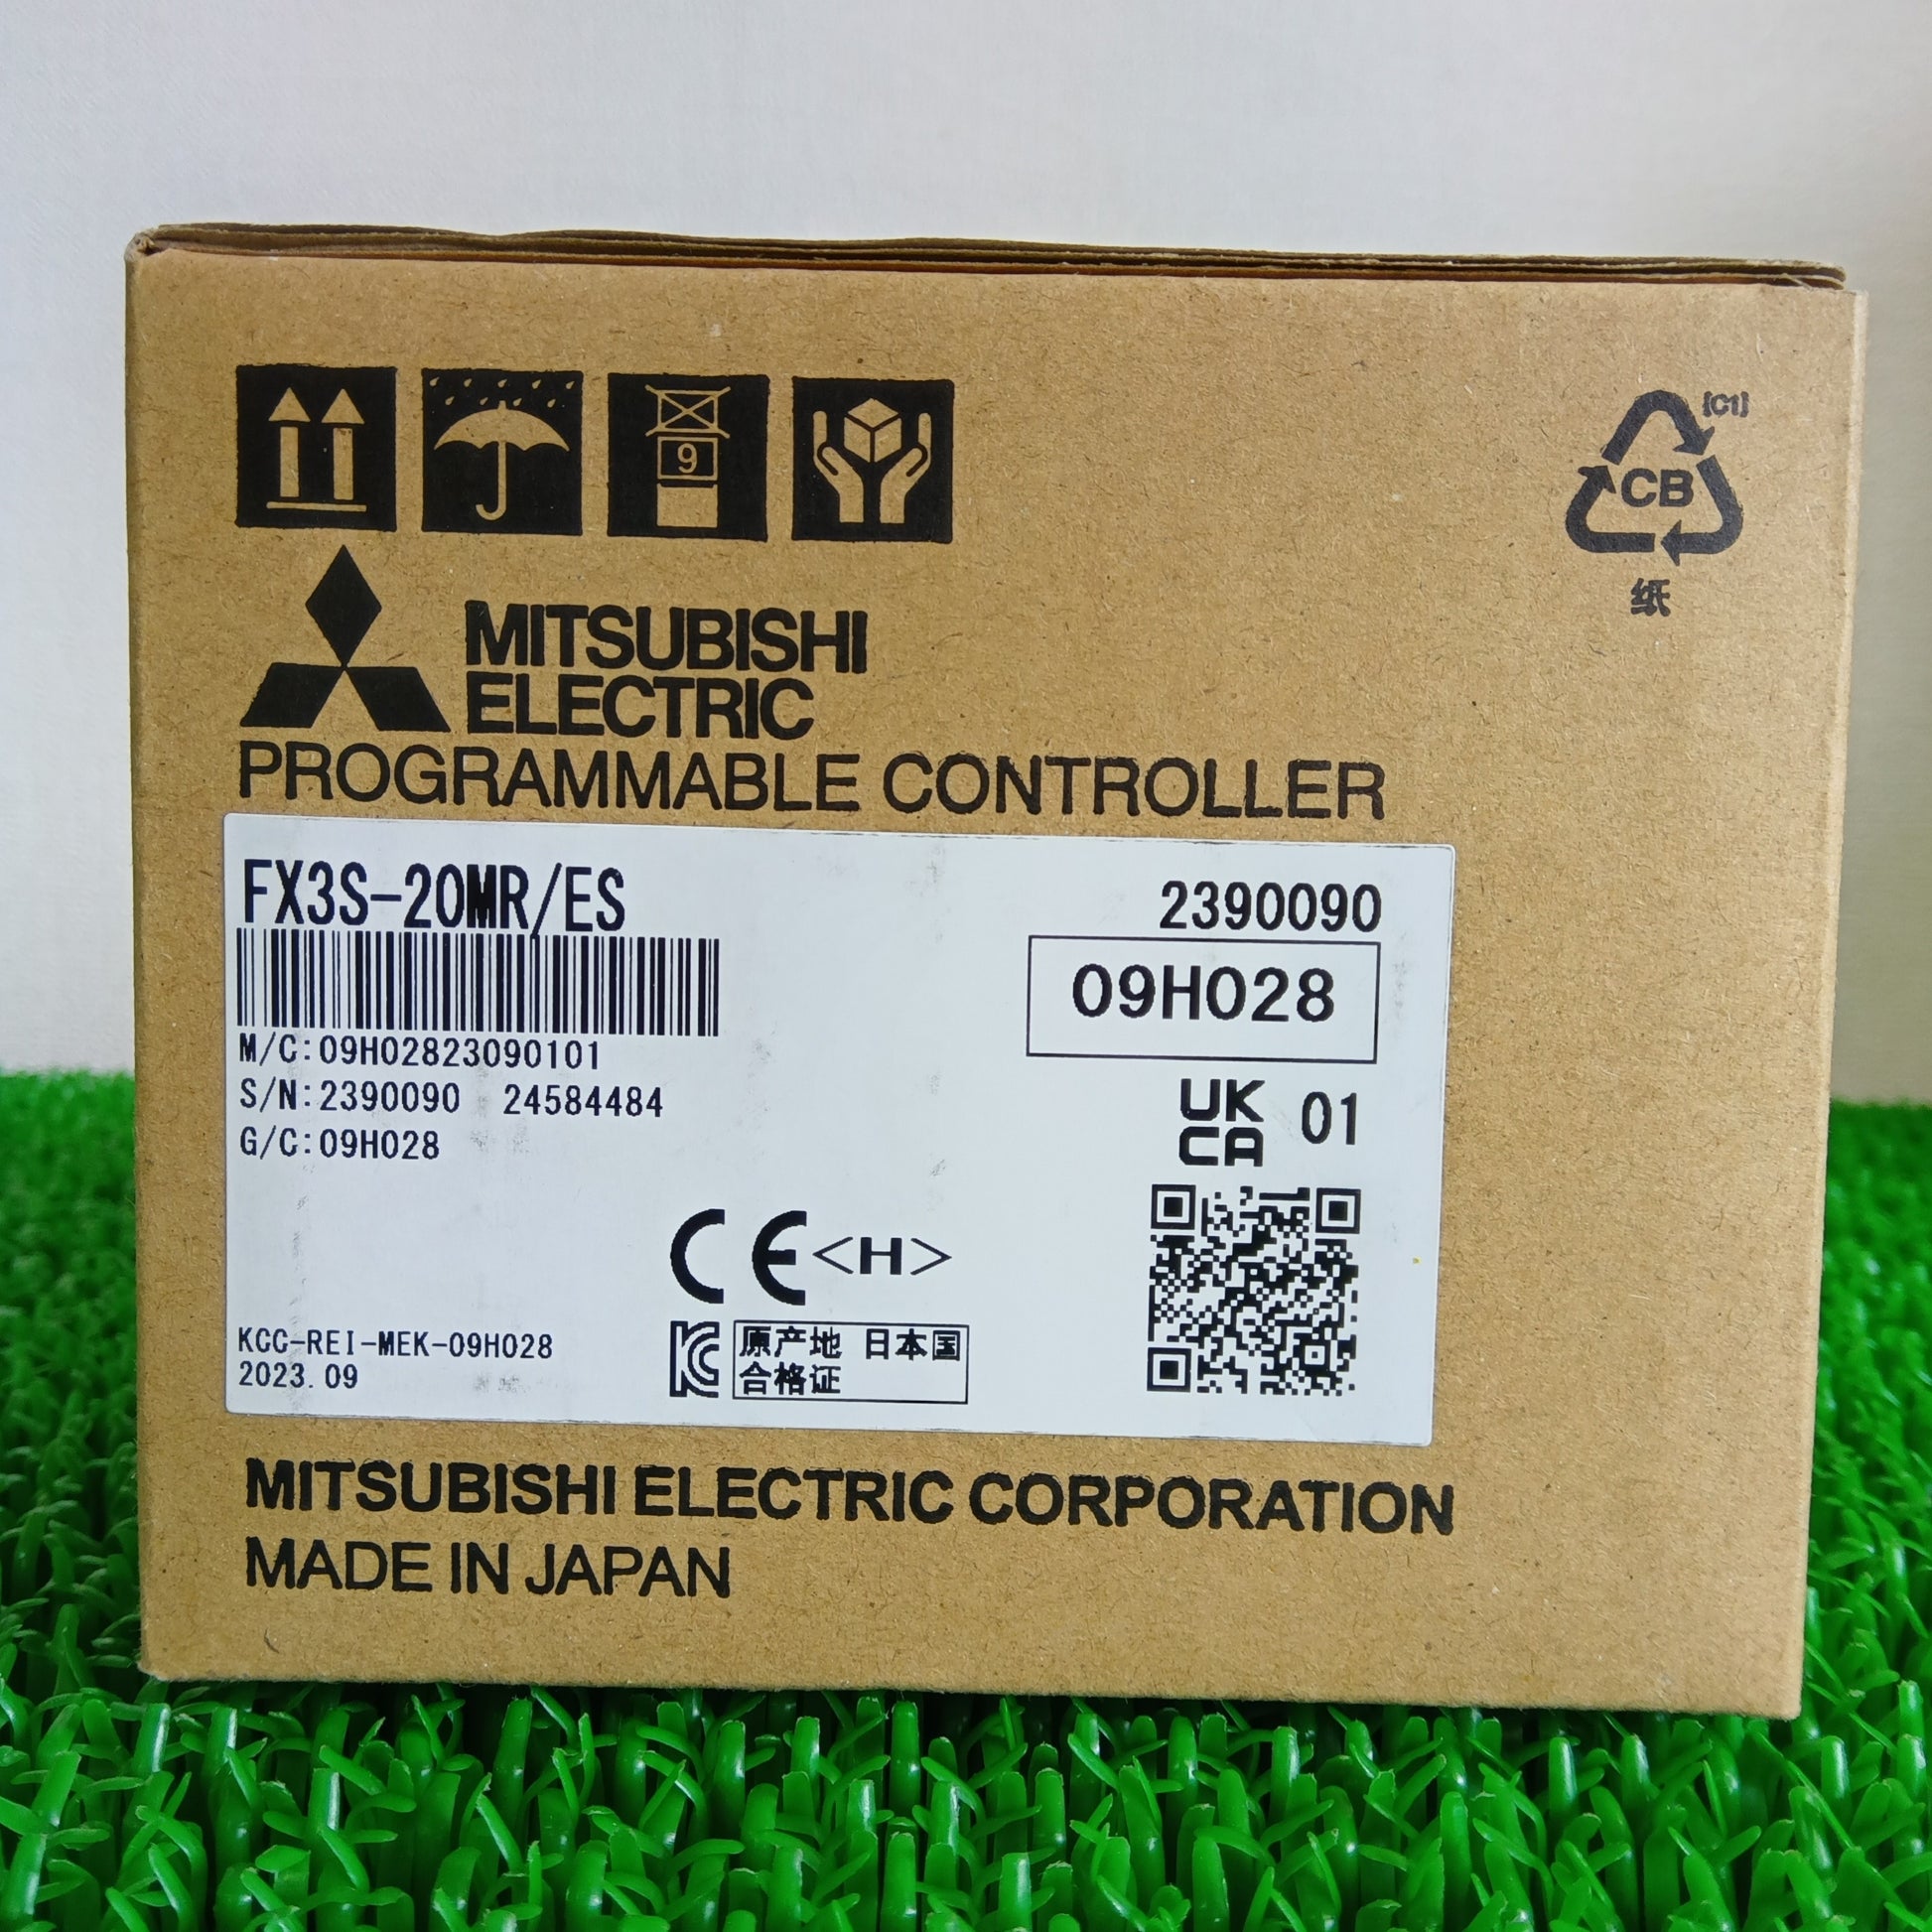 9
[C1]
CB
纸
MITSUBISHI
ELECTRIC
PROGRAMMABLE CONTROLLER
FX3S-20MR/ES
2390090
09H028
M/C:09H02823090101
S/N:2390090 24584484
G/C:09H028
UK
CA
01
CE<H>
KCC-REI-MEK-09H028
2023.09
KC
原产地 日本国
合格证
MITSUBISHI ELECTRIC CORPORATION
MADE IN JAPAN